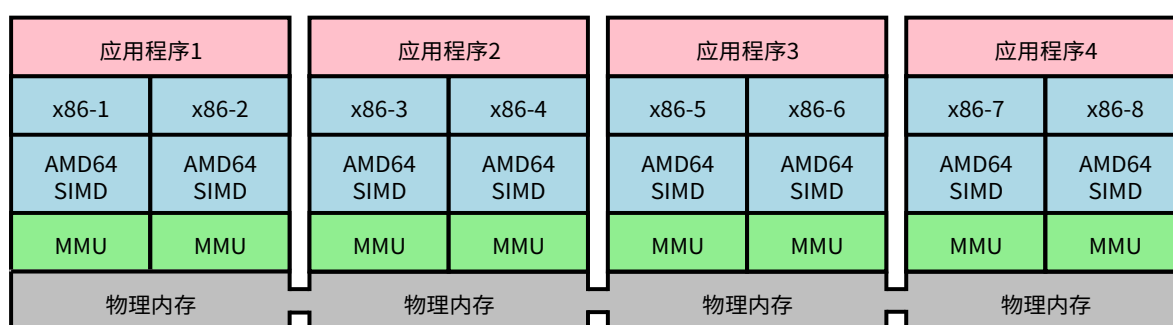 应用程序1 应用程序2 应用程序3 应用程序4
x86-1 x86-2 x86-3 x86-4 x86-5 x86-6 x86-7 x86-8
AMD64 AMD64 AMD64 AMD64 AMD64 AMD64 AMD64 AMD64
SIMD SIMD SIMD SIMD SIMD SIMD SIMD SIMD
MMU MMU MMU MMU MMU MMU MMU MMU
物理内存 物理内存 物理内存 物理内存